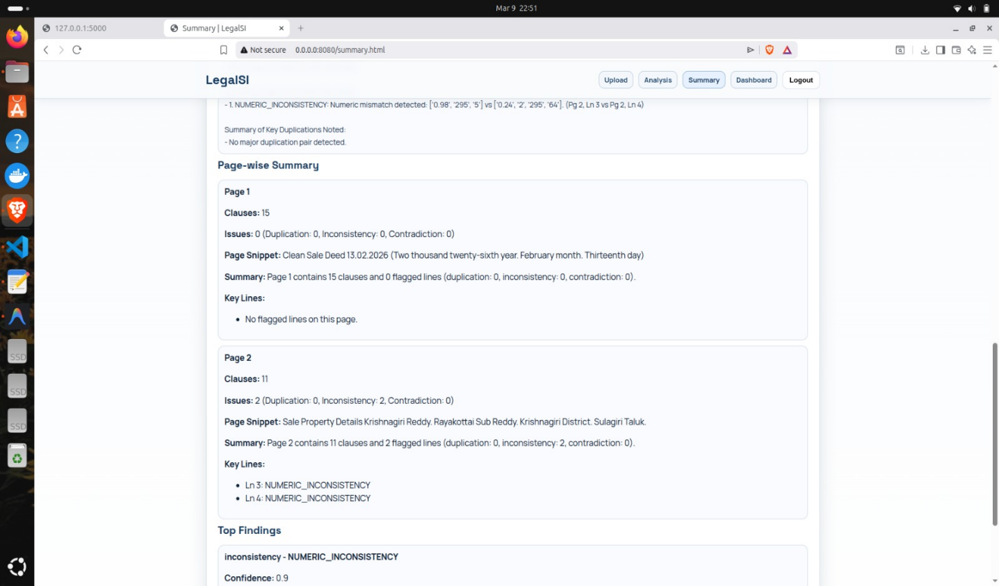 Mar 9 22:51
127.0.0.1:5000
Summary | LegalSI
Not secure 0.0.0.0:8080/summary.html
LegalSI
Upload Analysis Summary Dashboard Logout
- 1. NUMERIC_INCONSISTENCY: Numeric mismatch detected: ['0.98', '295', '5'] vs ['0.24', '2', '295', '64']. (Pg 2, Ln 3 vs Pg 2, Ln 4)
Summary of Key Duplications Noted:
- No major duplication pair detected.
Page-wise Summary
Page 1
Clauses: 15
Issues: 0 (Duplication: 0, Inconsistency: 0, Contradiction: 0)
Page Snippet: Clean Sale Deed 13.02.2026 (Two thousand twenty-sixth year. February month. Thirteenth day)
Summary: Page 1 contains 15 clauses and 0 flagged lines (duplication: 0, inconsistency: 0, contradiction: 0).
Key Lines:
• No flagged lines on this page.
Page 2
Clauses: 11
Issues: 2 (Duplication: 0, Inconsistency: 2, Contradiction: 0)
Page Snippet: Sale Property Details Krishnagiri Reddy. Rayakottai Sub Reddy. Krishnagiri District. Sulagiri Taluk.
Summary: Page 2 contains 11 clauses and 2 flagged lines (duplication: 0, inconsistency: 2, contradiction: 0).
Key Lines:
• Ln 3: NUMERIC_INCONSISTENCY
• Ln 4: NUMERIC_INCONSISTENCY
SSD
SSD
SSD
Top Findings
inconsistency - NUMERIC_INCONSISTENCY
Confidence: 0.9